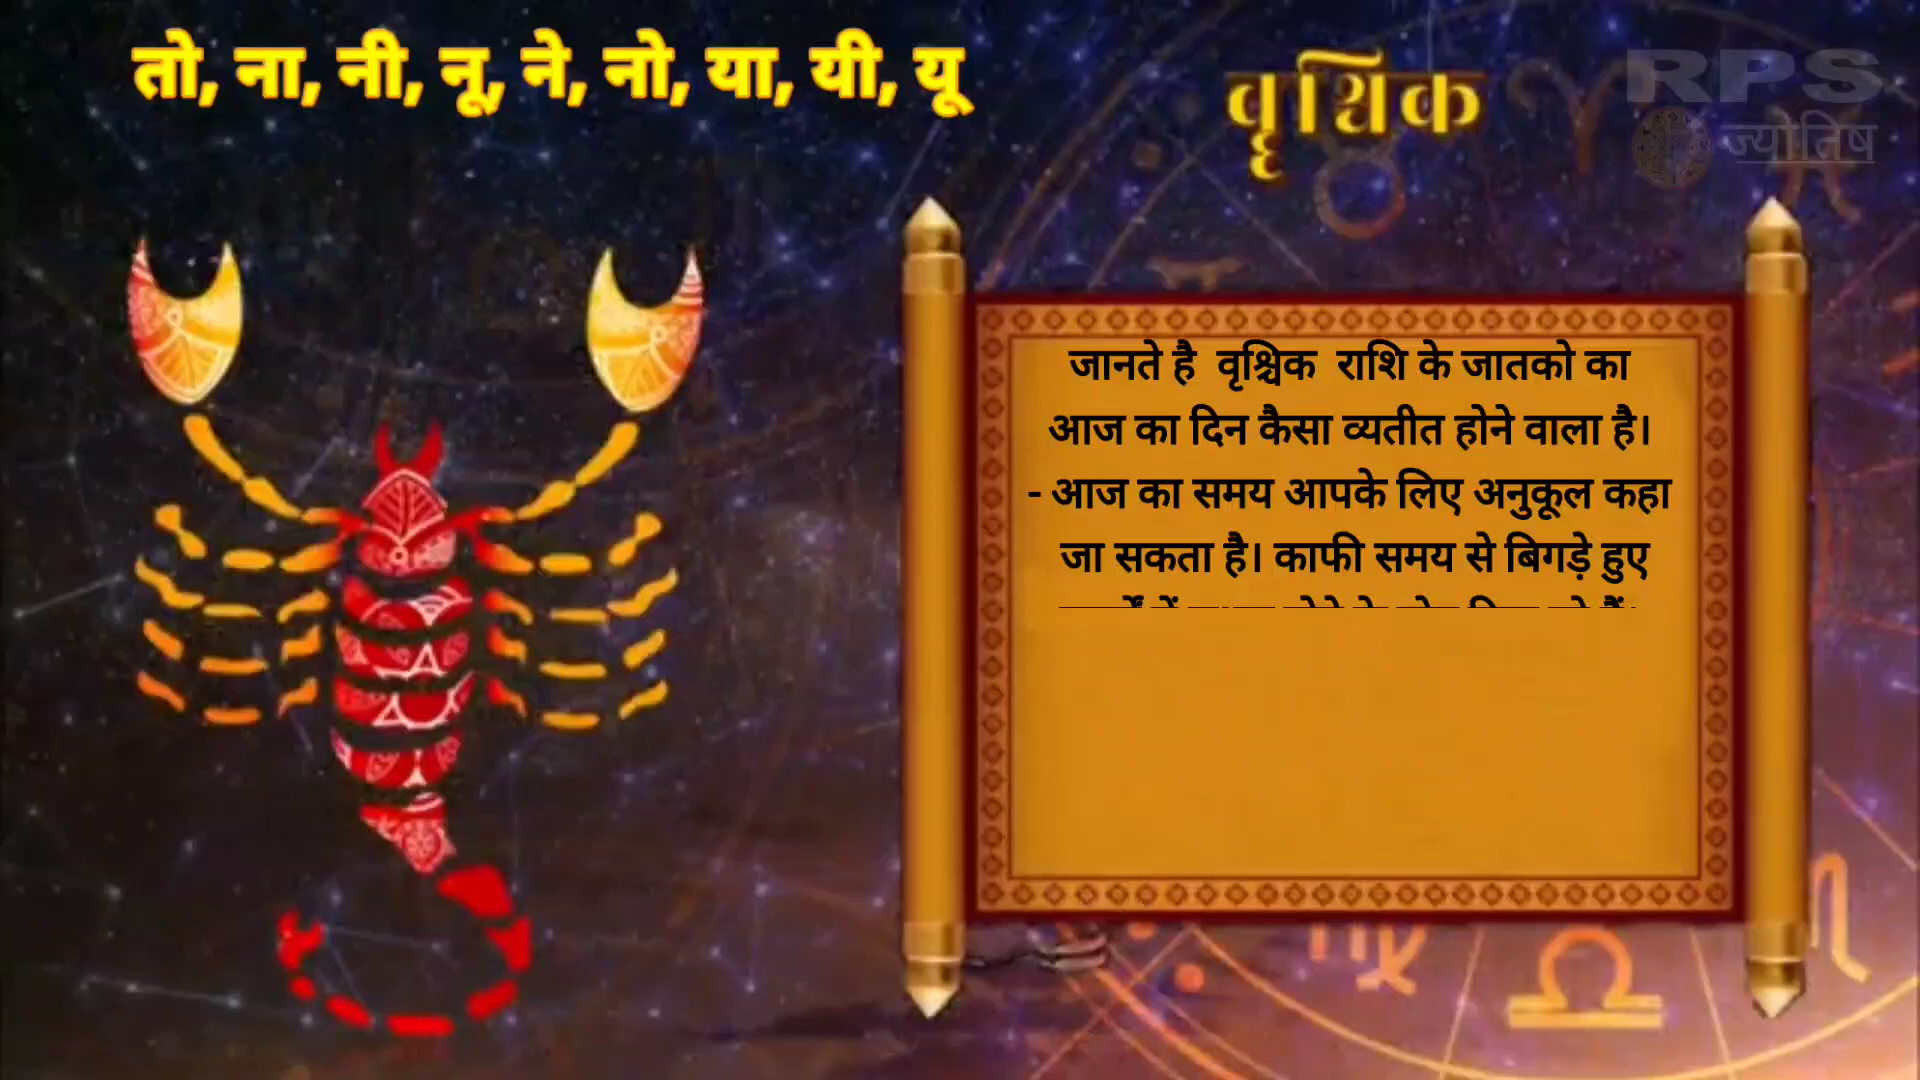 तो, ना, नी, नू, ने, नो, या, यी, यू
वृश्चिक
RPS
ज्योतिष
जानते है वृश्चिक राशि के जातको का
आज का दिन कैसा व्यतीत होने वाला है।
- आज का समय आपके लिए अनुकूल कहा
जा सकता है। काफी समय से बिगड़े हुए